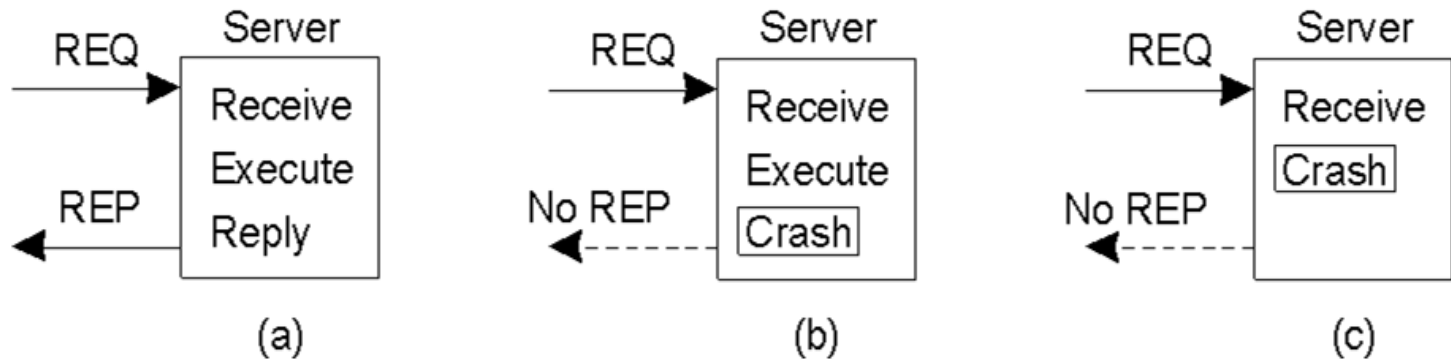 Server
REQ
Receive
Execute
REP
Reply
(a)
Server
REQ
Receive
Execute
No REP
Crash
(b)
Server
REQ
Receive
Crash
No REP
(c)